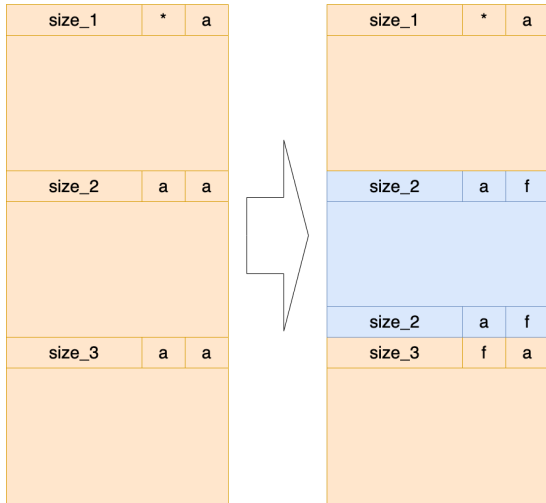 size_1 * a
size_1 * a
size_2 a a
size_2 a f
size_2 a f
size_3 a a
size_3 f a